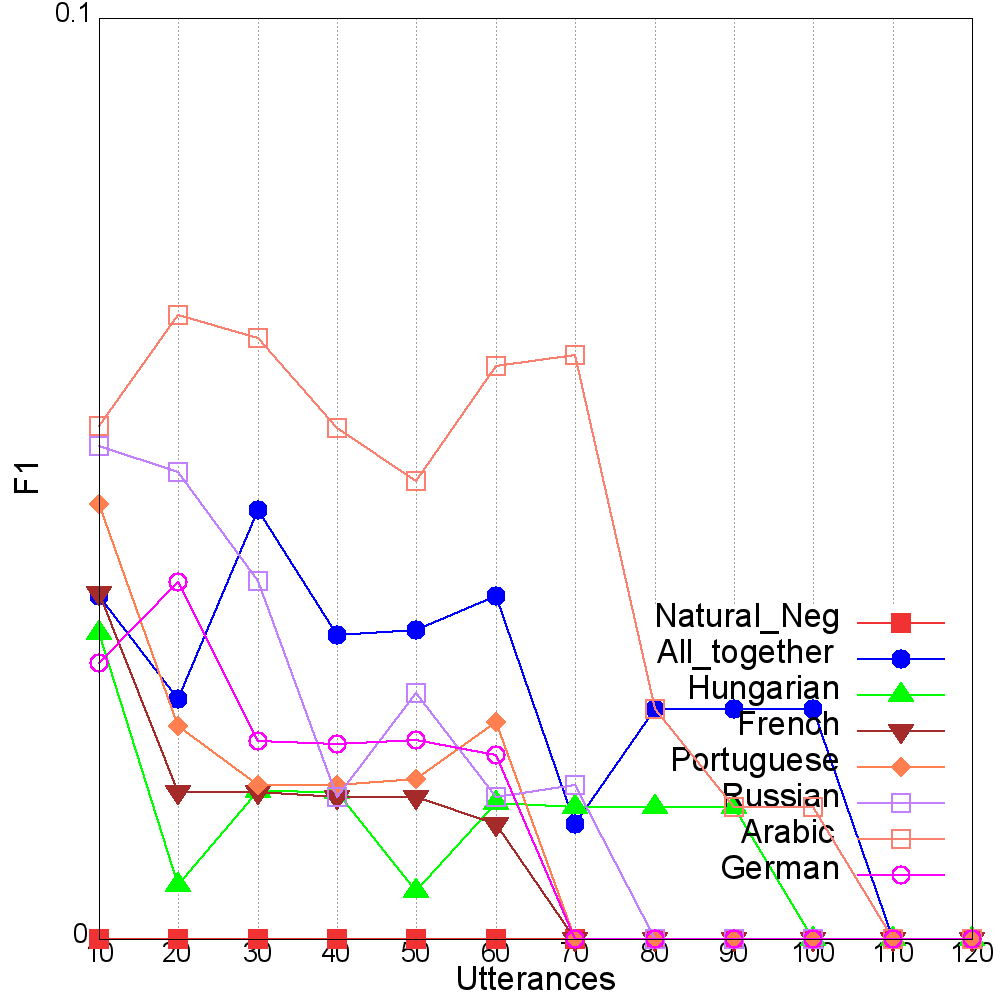 0.1
F1
Natural_Neg
All_together
Hungarian
French
Portuguese
Russian
Arabic
German
0
10 20 30 40 50 60 70 80 90 100 110 120
Utterances